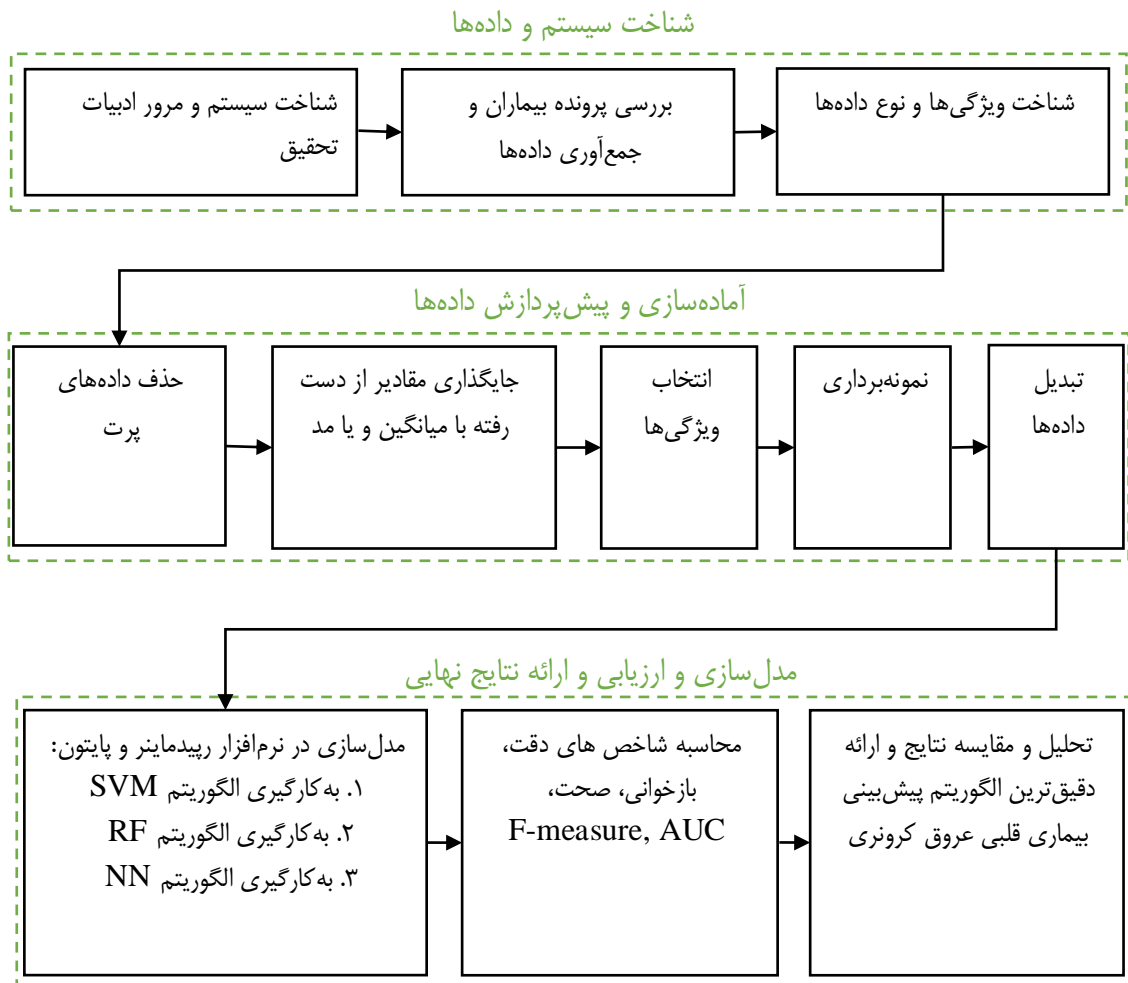 شناخت سیستم و داده‌ها
شناخت سیستم و مرور ادبیات
تحقیق
بررسی پرونده بیماران و
جمع‌آوری داده‌ها
شناخت ویژگی‌ها و نوع داده‌ها
آماده‌سازی و پیش‌پردازش داده‌ها
حذف داده‌های
پرت
جایگذاری مقادیر از دست
رفته با میانگین و یا مد
انتخاب
ویژگی‌ها
نمونه‌برداری
تبدیل
داده‌ها
مدل‌سازی و ارزیابی و ارائه نتایج نهایی
مدل‌سازی در نرم‌افزار رپیدماینر و پایتون:
۱. به‌کارگیری الگوریتم SVM
۲. به‌کارگیری الگوریتم RF
۳. به‌کارگیری الگوریتم NN
محاسبه شاخص های دقت،
بازخوانی، صحت،
F-measure, AUC
تحلیل و مقایسه نتایج و ارائه
دقیق‌ترین الگوریتم پیش‌بینی
بیماری قلبی عروق کرونری